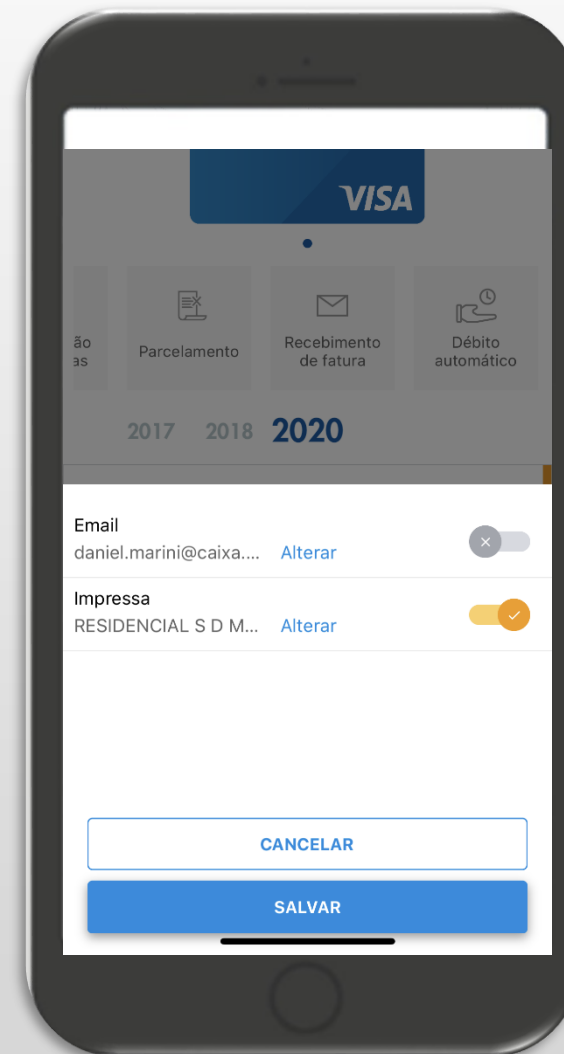 VISA
ão
as
Parcelamento
Recebimento
de fatura
Débito
automático
2017 2018 2020
Email
daniel.marini@caixa.... Alterar
Impressa
RESIDENCIAL S D M... Alterar
CANCELAR
SALVAR